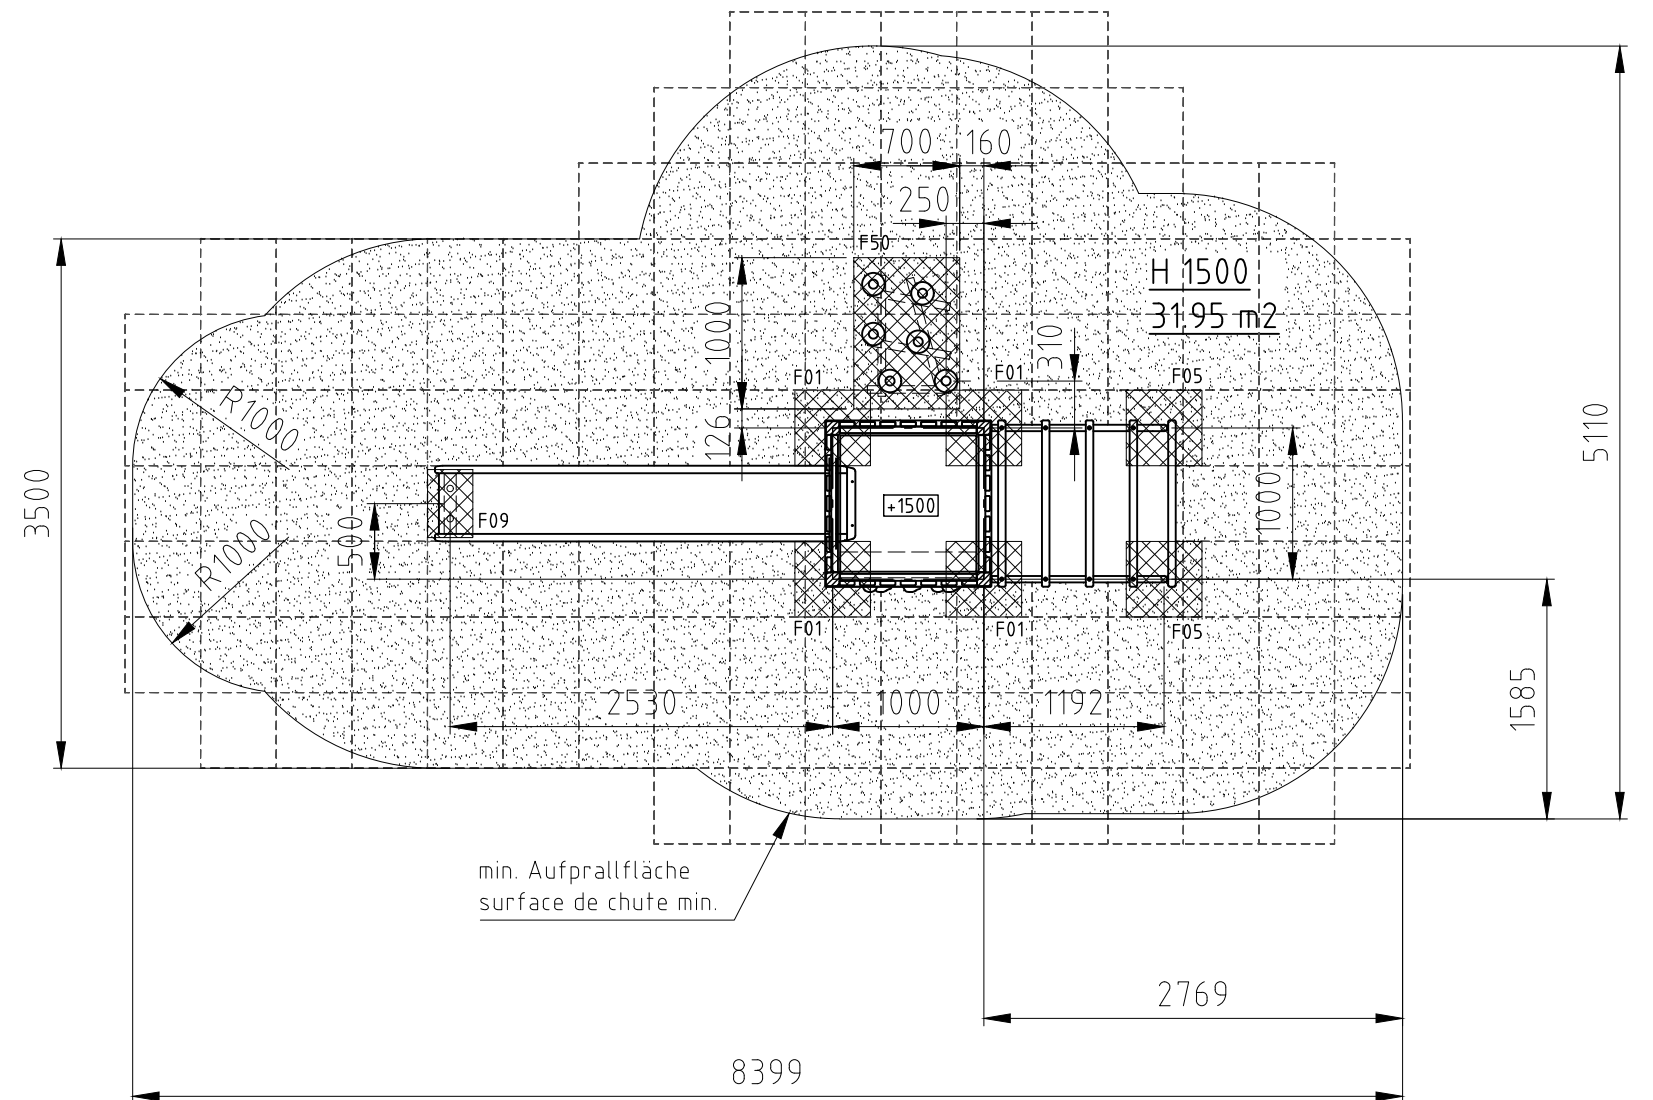 700
160
250
F50
H 1500
31.95 m2
1000
310
F01
F01
F05
R1000
126
5110
3500
+1500
1000
F09
500
R1000
F01
F01
F05
2530
1000
1192
1585
min. Aufprallfläche
surface de chute min.
2769
8399